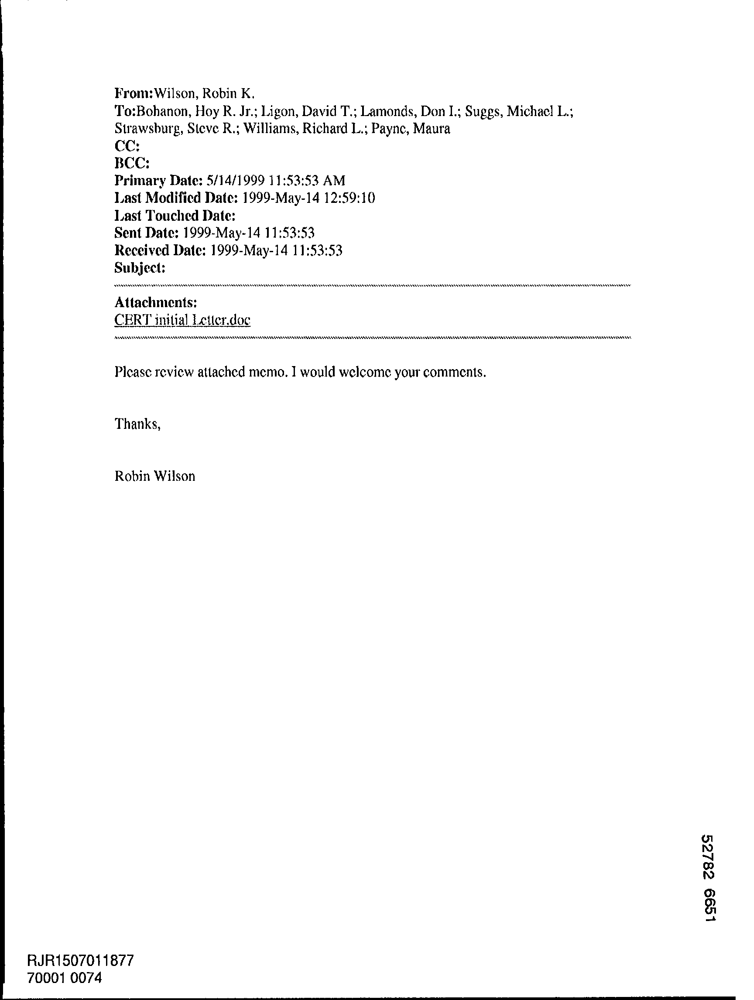 From:Wilson, Robin K.
To:Bohanon, Hoy R. Jr.; Ligon, David T.; Lamonds, Don I.; Suggs, Michael L.;
Strawsburg, Steve R.; Williams, Richard L.; Payne, Maura
CC:
BCC:
Primary Date: 5/14/1999 11:53:53 AM
Last Modified Date: 1999-May-14 12:59:10
Last Touched Date:
Sent Date: 1999-May-14 11:53:53
Received Date: 1999-May-14 11:53:53
Subject:
Attachments:
CERT initial Letter.doc
Please review attached memo. I would welcome your comments.
Thanks,
Robin Wilson
52782 6651
RJR1507011877
70001 0074